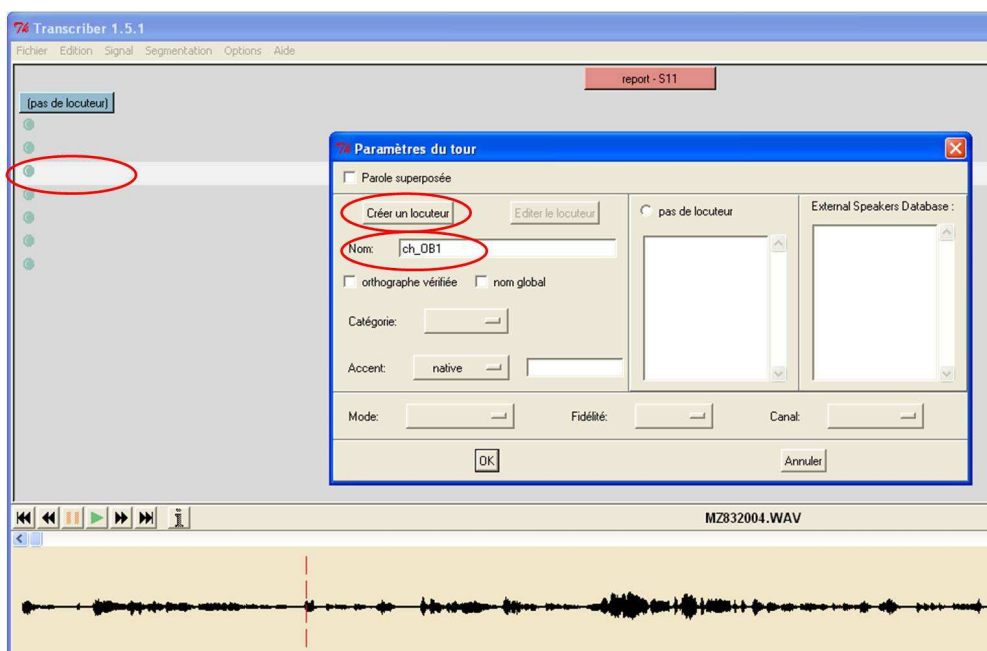 Transcriber 1.5.1
Fichier Edition Signal Segmentation Options Aide
report - S11
(pas de locuteur)
Paramètres du tour
Parole superposée
Créer un locuteur Editer le locuteur
pas de locuteur
External Speakers Database :
Nom: ch_OB1
orthographe vérifiée nom global
Catégorie:
Accent: native
Mode: Fidélité: Canal:
OK Annuler
MZ832004.WAV